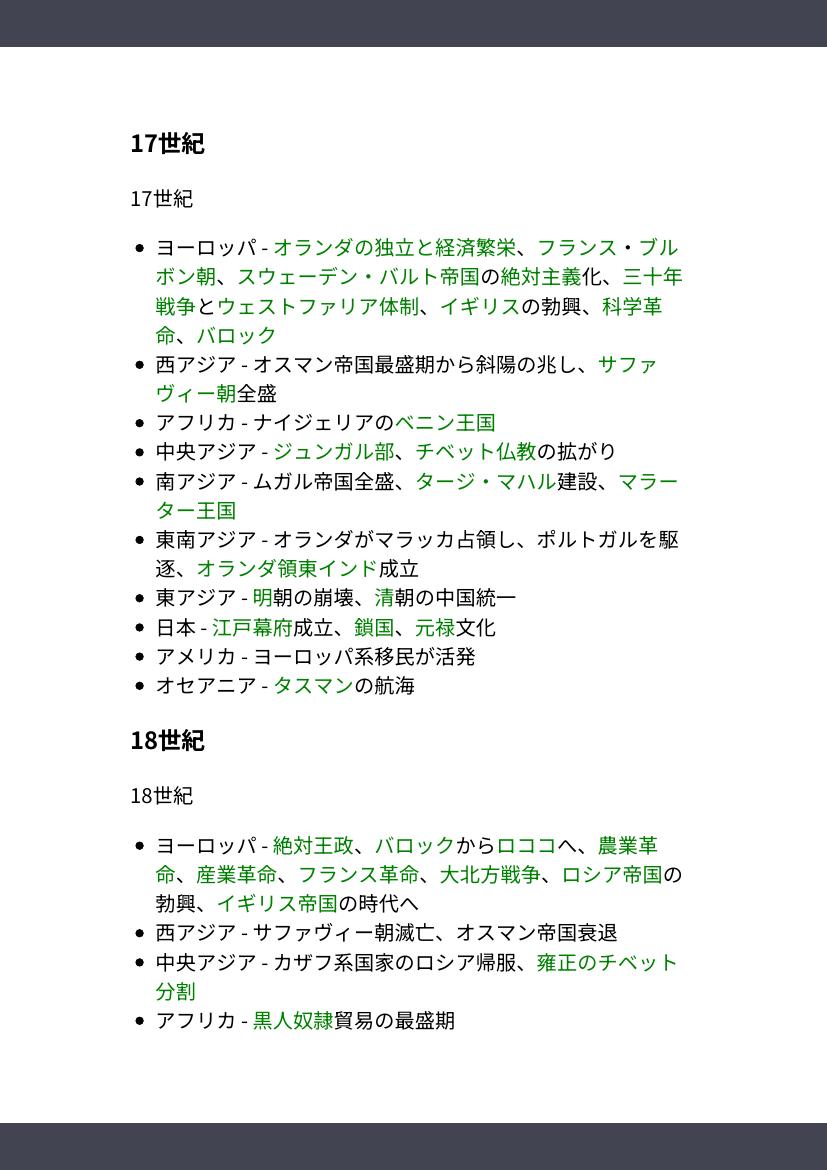 17世紀
17世紀
● ヨーロッパ - オランダの独立と経済繁栄、フランス・ブル
ボン朝、スウェーデン・バルト帝国の絶対主義化、三十年
戦争とウェストファリア体制、イギリスの勃興、科学革
命、バロック
● 西アジア - オスマン帝国最盛期から斜陽の兆し、サファ
ヴィー朝全盛
● アフリカ - ナイジェリアのベニン王国
● 中央アジア - ジュンガル部、チベット仏教の拡がり
● 南アジア - ムガル帝国全盛、タージ・マハル建設、マラー
ター王国
● 東南アジア - オランダがマラッカ占領し、ポルトガルを駆
逐、オランダ領東インド成立
● 東アジア - 明朝の崩壊、清朝の中国統一
● 日本 - 江戸幕府成立、鎖国、元禄文化
● アメリカ - ヨーロッパ系移民が活発
● オセアニア - タスマンの航海
18世紀
18世紀
● ヨーロッパ - 絶対王政、バロックからロココへ、農業革
命、産業革命、フランス革命、大北方戦争、ロシア帝国の
勃興、イギリス帝国の時代へ
● 西アジア - サファヴィー朝滅亡、オスマン帝国衰退
● 中央アジア - カザフ系国家のロシア帰服、雍正のチベット
分割
● アフリカ - 黒人奴隷貿易の最盛期